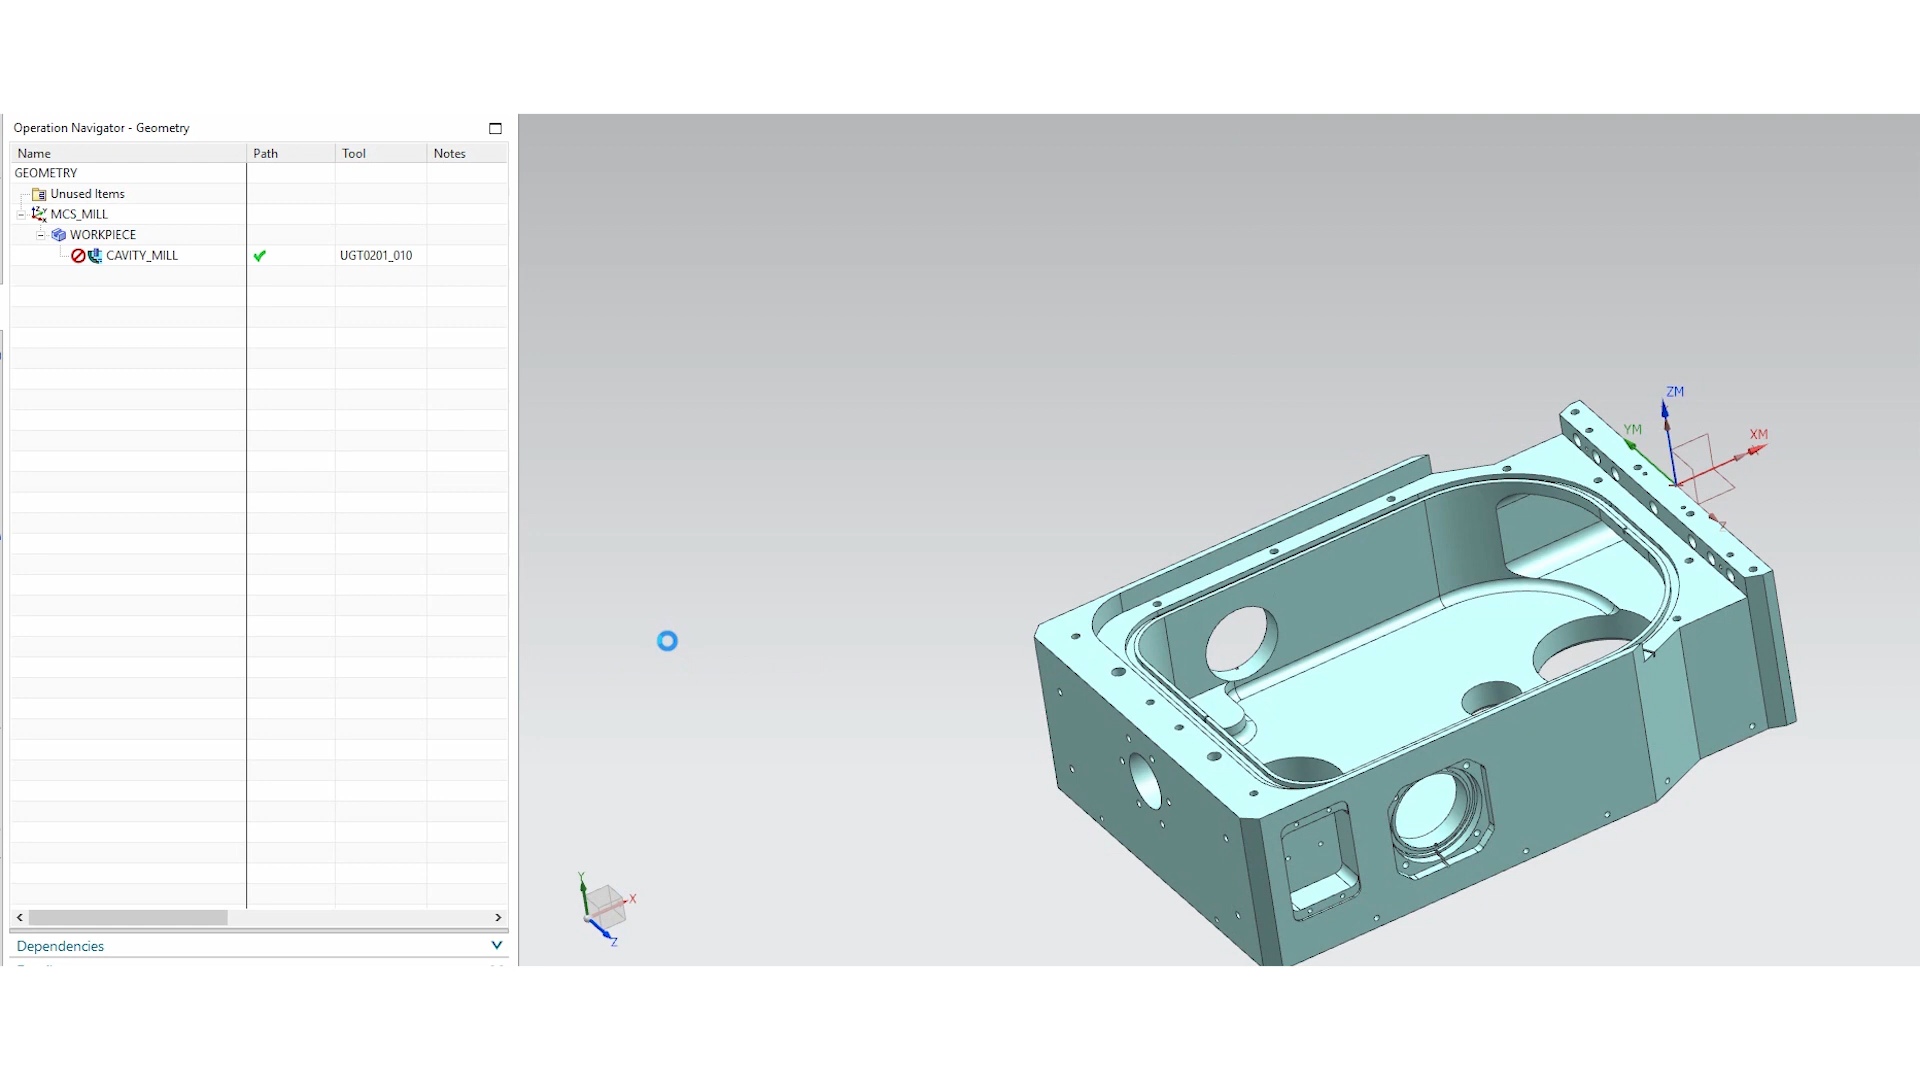 Operation Navigator - Geometry
Name Path Tool Notes
GEOMETRY
Unused Items
MCS_MILL
WORKPIECE
CAVITY_MILL UGT0201_010
Dependencies
ZM
YM
XM
Z
Y
X
Z